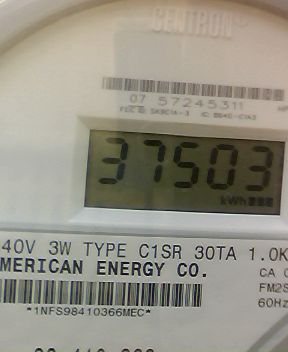 CENTRON
07 57245311
37503
kWh
40V 3W TYPE C1SR 30TA 1.0K
MERICAN ENERGY CO.
CA
FM2S
60Hz
*1NFS98410366MEC*